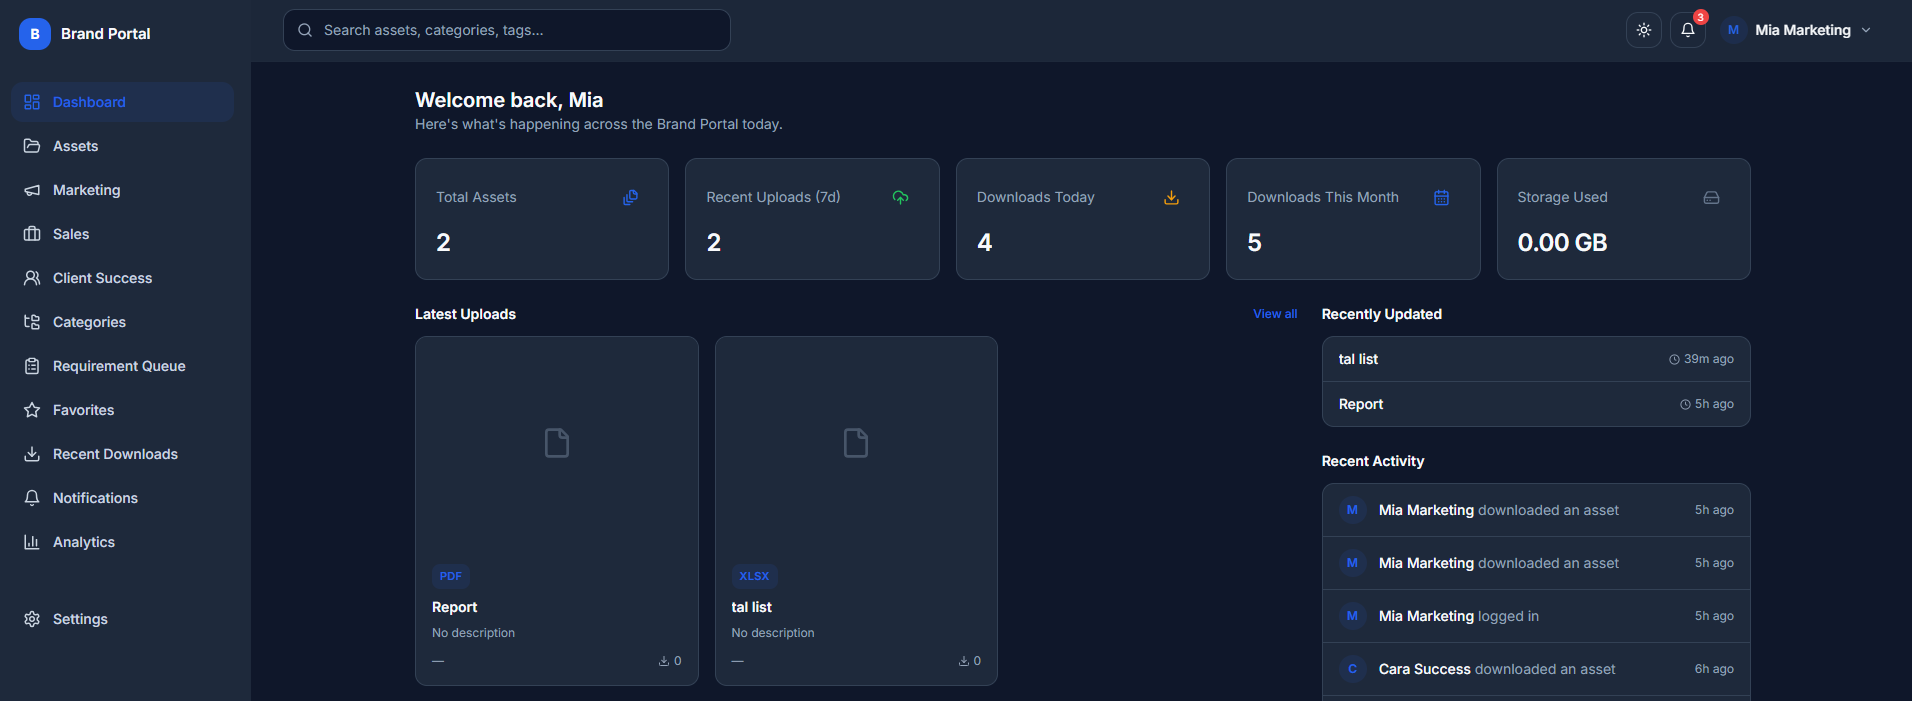 B Brand Portal
Search assets, categories, tags...
3
M Mia Marketing
Dashboard
Assets
Marketing
Sales
Client Success
Categories
Requirement Queue
Favorites
Recent Downloads
Notifications
Analytics
Settings
Welcome back, Mia
Here's what's happening across the Brand Portal today.
Total Assets
2
Recent Uploads (7d)
2
Downloads Today
4
Downloads This Month
5
Storage Used
0.00 GB
Latest Uploads
View all
PDF
Report
No description
—
0
XLSX
tal list
No description
—
0
Recently Updated
tal list 39m ago
Report 5h ago
Recent Activity
M Mia Marketing downloaded an asset 5h ago
M Mia Marketing downloaded an asset 5h ago
M Mia Marketing logged in 5h ago
C Cara Success downloaded an asset 6h ago